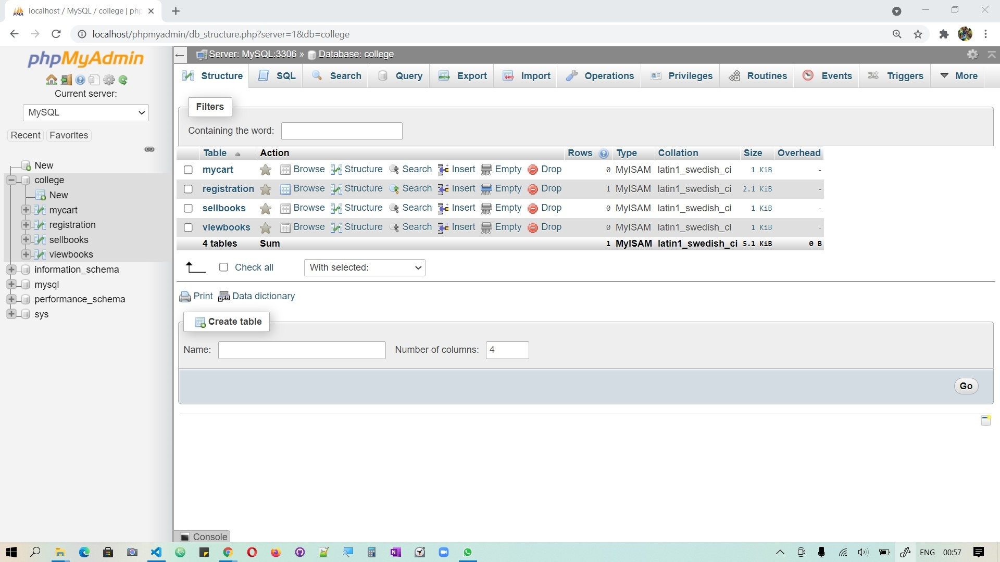 localhost / MySQL / college | php
localhost/phpmyadmin/db_structure.php?server=1&db=college
phpMyAdmin
Current server:
MySQL
Recent Favorites
New
college
New
mycart
registration
sellbooks
viewbooks
information_schema
mysql
performance_schema
sys
Server: MySQL:3306 » Database: college
Structure SQL Search Query Export Import Operations Privileges Routines Events Triggers More
Filters
Containing the word:
Table Action Rows Type Collation Size Overhead
mycart Browse Structure Search Insert Empty Drop 0 MyISAM latin1_swedish_ci 1 KiB -
registration Browse Structure Search Insert Empty Drop 1 MyISAM latin1_swedish_ci 2.1 KiB -
sellbooks Browse Structure Search Insert Empty Drop 0 MyISAM latin1_swedish_ci 1 KiB -
viewbooks Browse Structure Search Insert Empty Drop 0 MyISAM latin1_swedish_ci 1 KiB -
4 tables Sum 1 MyISAM latin1_swedish_ci 5.1 KiB 0 B
Check all With selected:
Print Data dictionary
Create table
Name: Number of columns: 4
Go
Console
ENG 00:57